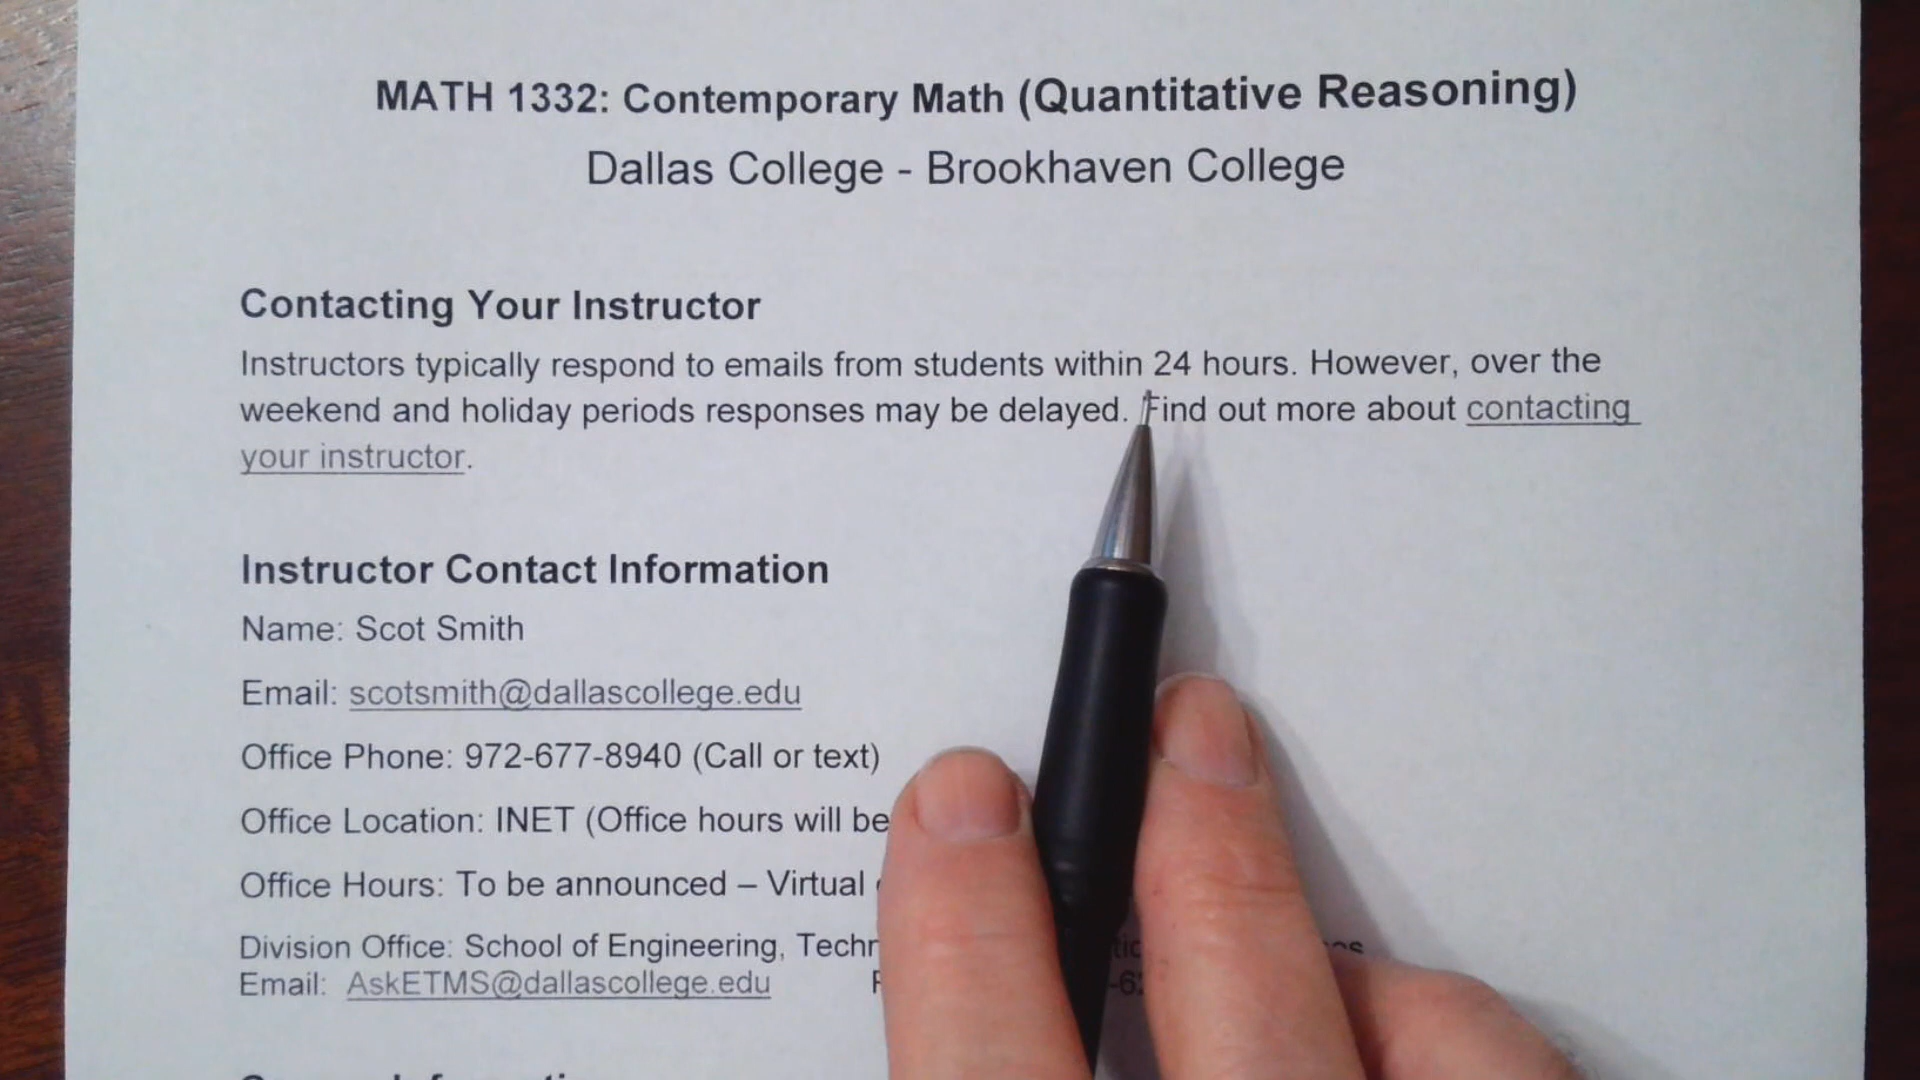 MATH 1332: Contemporary Math (Quantitative Reasoning)
Dallas College - Brookhaven College
Contacting Your Instructor
Instructors typically respond to emails from students within 24 hours. However, over the
weekend and holiday periods responses may be delayed. Find out more about contacting
your instructor.
Instructor Contact Information
Name: Scot Smith
Email: scotsmith@dallascollege.edu
Office Phone: 972-677-8940 (Call or text)
Office Location: INET (Office hours will be
Office Hours: To be announced – Virtual
Division Office: School of Engineering,
Email: AskETMS@dallascollege.edu